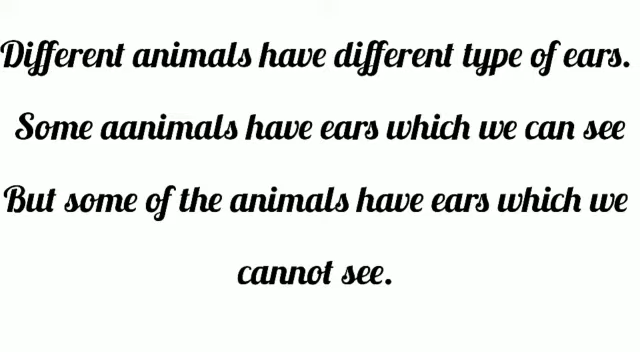 Different animals have different type of ears.
Some aanimals have ears which we can see
But some of the animals have ears which we
cannot see.